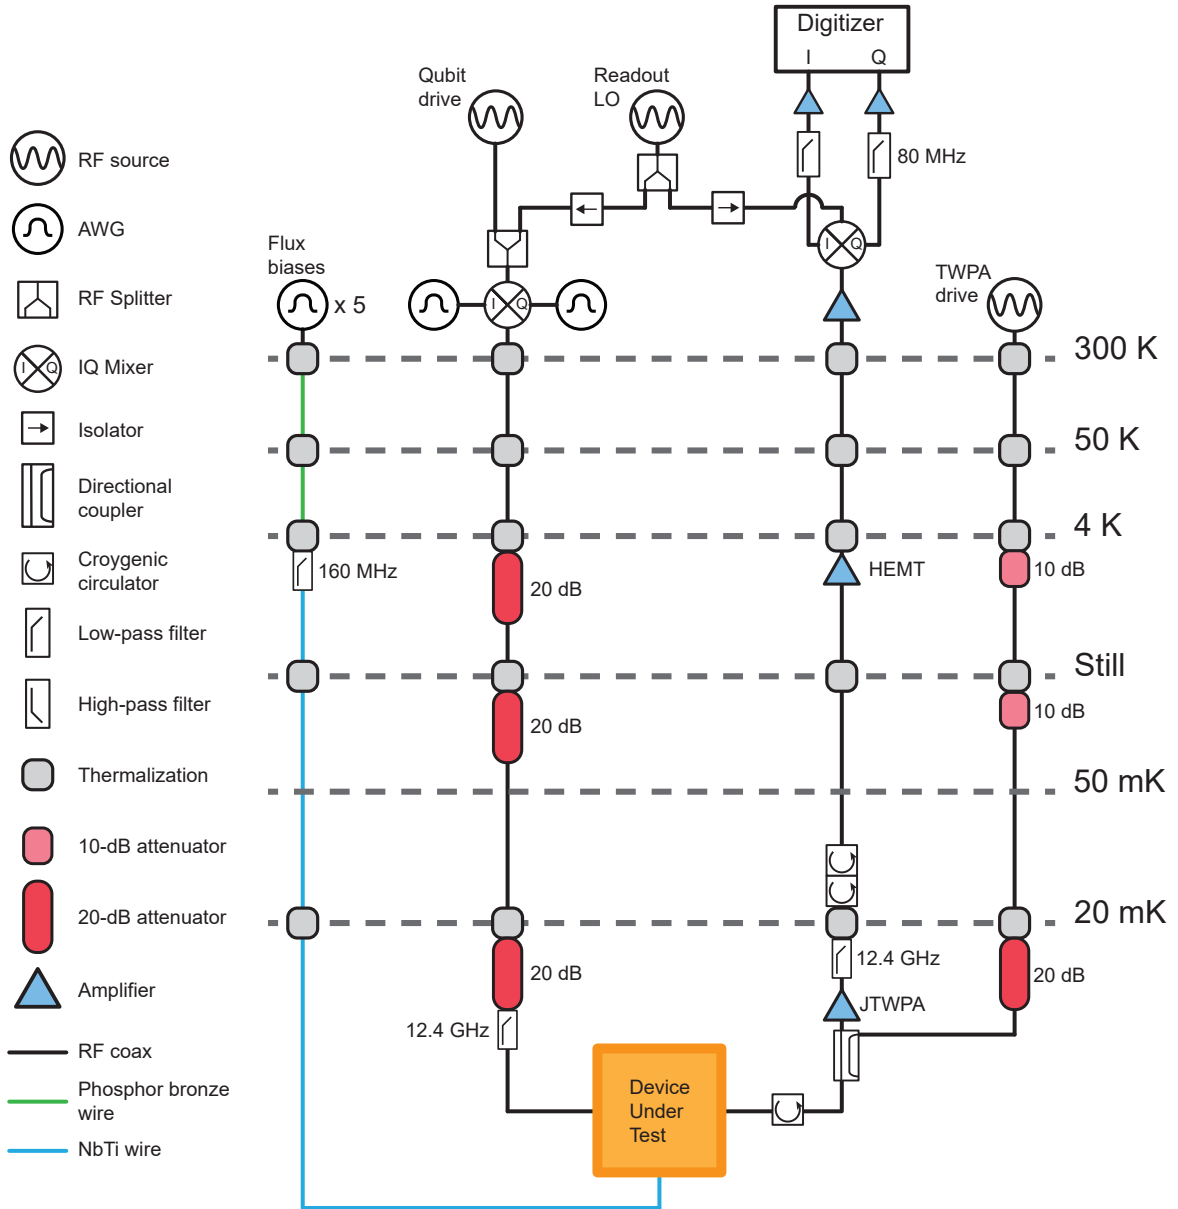 Digitizer
I Q
Qubit
drive
Readout
LO
80 MHz
RF source
AWG
RF Splitter
I Q
IQ Mixer
Isolator
Directional
coupler
Croygenic
circulator
Low-pass filter
High-pass filter
Thermalization
10-dB attenuator
20-dB attenuator
Amplifier
RF coax
Phosphor bronze
wire
NbTi wire
Flux
biases
x 5
I Q
I Q
TWPA
drive
300 K
50 K
4 K
160 MHz
20 dB
HEMT
10 dB
Still
20 dB
10 dB
50 mK
20 mK
20 dB
12.4 GHz
12.4 GHz
JTWPA
20 dB
Device
Under
Test